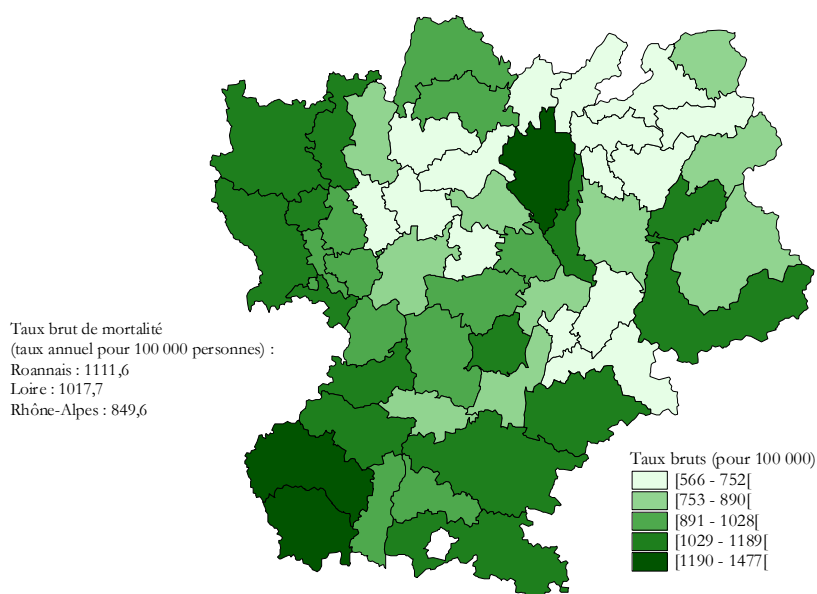 Taux brut de mortalité
(taux annuel pour 100 000 personnes) :
Roannais : 1111,6
Loire : 1017,7
Rhône-Alpes : 849,6
Taux bruts (pour 100 000)
[566 - 752[
[753 - 890[
[891 - 1028[
[1029 - 1189[
[1190 - 1477[